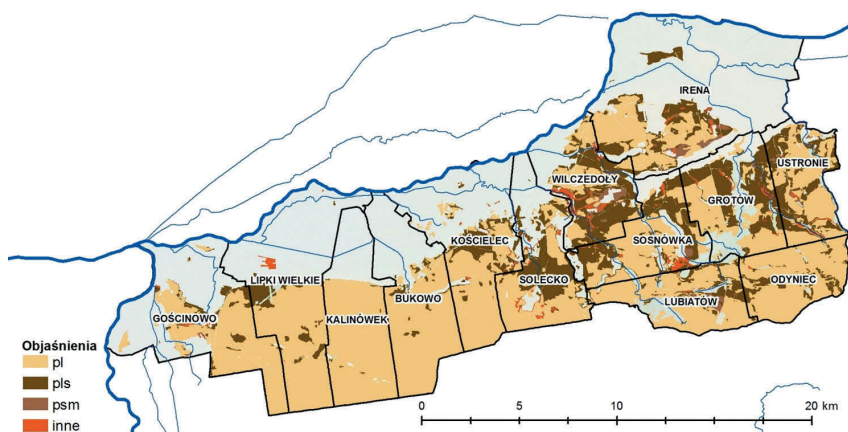 IRENA
USTRONIE
WILCZEDOŁY
GROTÓW
KOŚCIELEC
SOSNÓWKA
LIPKI WIELKIE
SOLECKO
ODYNIEC
BUKOWO
LUBIATÓW
GOŚCINOWO
KALINÓWEK
Objaśnienia
pl
pls
psm
inne
0 5 10 20 km